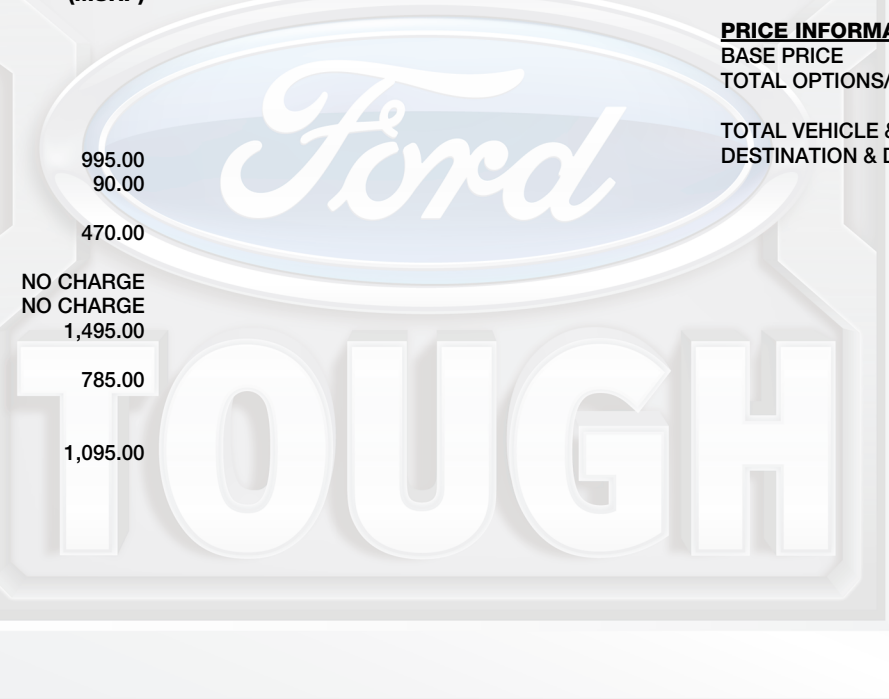 (MSRP)
995.00
90.00
470.00
NO CHARGE
NO CHARGE
1,495.00
785.00
1,095.00
PRICE INFORMA
BASE PRICE
TOTAL OPTIONS/
TOTAL VEHICLE &
DESTINATION & D
Ford
TOUGH